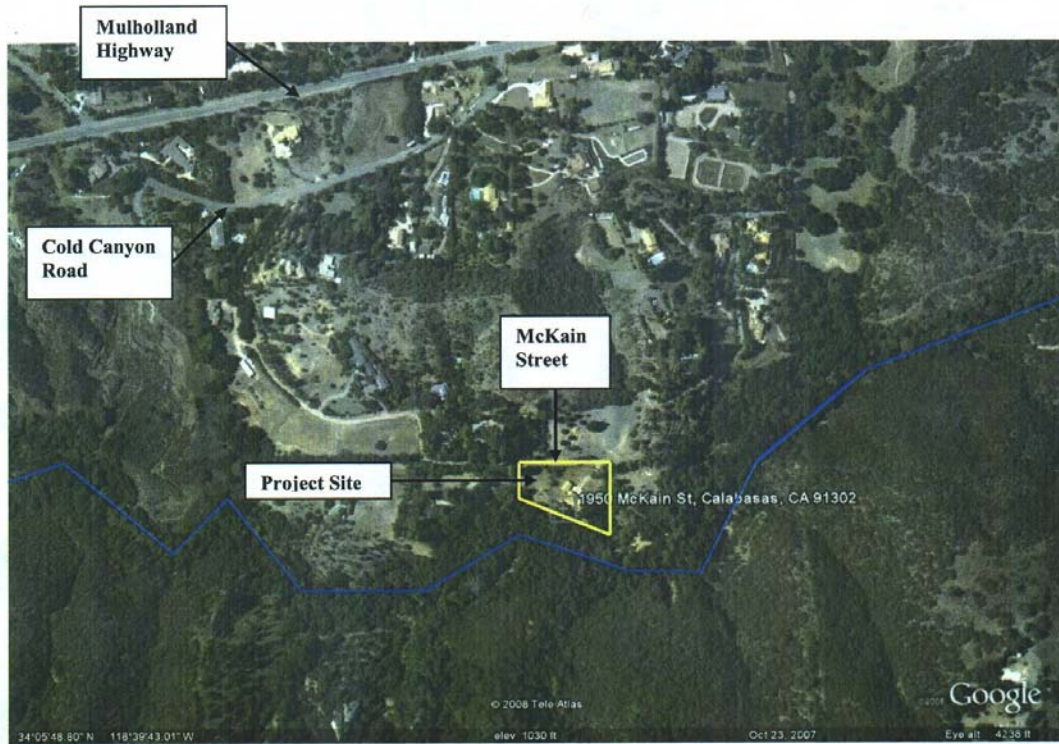 Mulholland
Highway
Cold Canyon
Road
McKain
Street
Project Site
1950 McKain St, Calabasas, CA 91302
© 2008 Tele Atlas
Google
34°05'48.80" N 118°39'43.01" W
elev 1030 ft
Oct 23, 2007
Eye alt 4238 ft